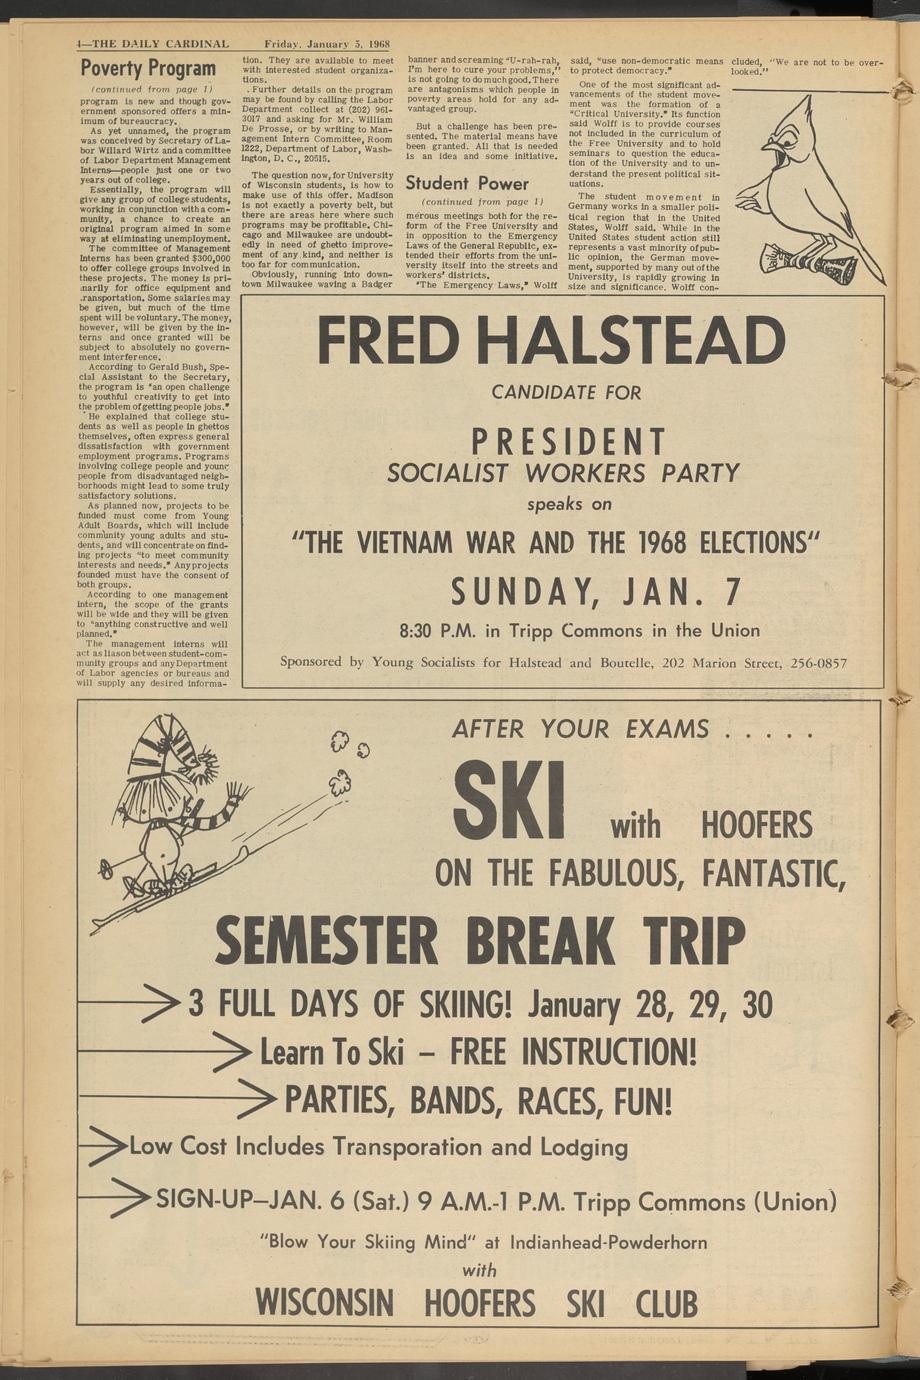 4—THE DAILY CARDINAL Friday, January 5, 1968
Poverty Program
(continued from page 1)
program is new and though gov-
ernment sponsored offers a min-
imum of bureaucracy.
As yet unnamed, the program
was conceived by Secretary of La-
bor Willard Wirtz and a committee
of Labor Department Management
Interns—people just one or two
years out of college.
Essentially, the program will
give any group of college students,
working in conjunction with a com-
munity, a chance to create an
original program aimed in some
way at eliminating unemployment.
The committee of Management
Interns has been granted $300,000
to offer college groups involved in
these projects. The money is pri-
marily for office equipment and
.ransportation. Some salaries may
be given, but much of the time
spent will be voluntary. The money,
however, will be given by the in-
terns and once granted will be
subject to absolutely no govern-
ment interference.
According to Gerald Bush, Spe-
cial Assistant to the Secretary,
the program is "an open challenge
to youthful creativity to get into
the problem of getting people jobs."
He explained that college stu-
dents as well as people in ghettos
themselves, often express general
dissatisfaction with government
employment programs. Programs
involving college people and young
people from disadvantaged neigh-
borhoods might lead to some truly
satisfactory solutions.
As planned now, projects to be
funded must come from Young
Adult Boards, which will include
community young adults and stu-
dents, and will concentrate on find-
ing projects "to meet community
interests and needs." Any projects
founded must have the consent of
both groups.
According to one management
intern, the scope of the grants
will be wide and they will be given
to "anything constructive and well
planned."
The management interns will
act as liason between student-com-
munity groups and any Department
of Labor agencies or bureaus and
will supply any desired informa-
tion. They are available to meet
with interested student organiza-
tions.
. Further details on the program
may be found by calling the Labor
Department collect at (202) 961-
3017 and asking for Mr. William
De Prosse, or by writing to Man-
agement Intern Committee, Room
1222, Department of Labor, Wash-
ington, D. C., 20515.
The question now, for University
of Wisconsin students, is how to
make use of this offer. Madison
is not exactly a poverty belt, but
there are areas here where such
programs may be profitable. Chi-
cago and Milwaukee are undoubt-
edly in need of ghetto improve-
ment of any kind, and neither is
too far for communication.
Obviously, running into down-
town Milwaukee waving a Badger
banner and screaming "U-rah-rah,
I'm here to cure your problems,"
is not going to do much good. There
are antagonisms which people in
poverty areas hold for any ad-
vantaged group.
But a challenge has been pre-
sented. The material means have
been granted. All that is needed
is an idea and some initiative.
Student Power
(continued from page 1)
merous meetings both for the re-
form of the Free University and
in opposition to the Emergency
Laws of the General Republic, ex-
tended their efforts from the uni-
versity itself into the streets and
workers' districts.
"The Emergency Laws," Wolff
said, "use non-democratic means
to protect democracy."
One of the most significant ad-
vantages of the student move-
ment was the formation of a
"Critical University." Its function
said Wolff is to provide courses
not included in the curriculum of
the Free University and to hold
seminars to question the educa-
tion of the University and to un-
derstand the present political sit-
uations.
The student movement in
Germany works in a smaller poli-
tical region that in the United
States, Wolff said. While in the
United States student action still
represents a vast minority of pub-
lic opinion, the German move-
ment, supported by many out of the
University, is rapidly growing in
size and significance. Wolff con-
cluded, "We are not to be over-
looked."
FRED HALSTEAD
CANDIDATE FOR
PRESIDENT
SOCIALIST WORKERS PARTY
speaks on
"THE VIETNAM WAR AND THE 1968 ELECTIONS"
SUNDAY, JAN. 7
8:30 P.M. in Tripp Commons in the Union
Sponsored by Young Socialists for Halstead and Boutelle, 202 Marion Street, 256-0857
AFTER YOUR EXAMS . . . . .
SKI with HOOFERS
ON THE FABULOUS, FANTASTIC,
SEMESTER BREAK TRIP
3 FULL DAYS OF SKIING! January 28, 29, 30
Learn To Ski – FREE INSTRUCTION!
PARTIES, BANDS, RACES, FUN!
Low Cost Includes Transporation and Lodging
SIGN-UP—JAN. 6 (Sat.) 9 A.M.-1 P.M. Tripp Commons (Union)
"Blow Your Skiing Mind" at Indianhead-Powderhorn
with
WISCONSIN HOOFERS SKI CLUB